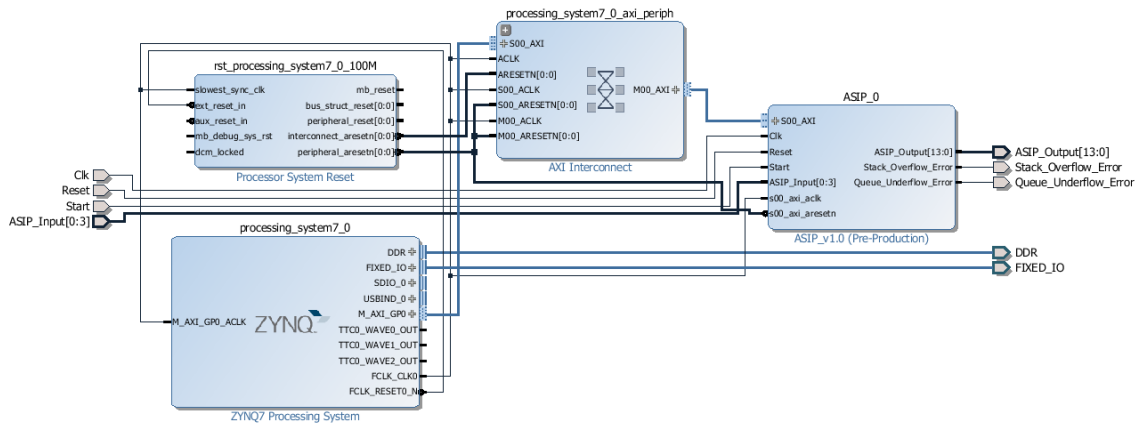 processing_system7_0_axi_periph
S00_AXI
ACLK
ARESETN[0:0]
S00_ACLK
S00_ARESETN[0:0]
M00_ACLK
M00_ARESETN[0:0]
M00_AXI
AXI Interconnect
rst_processing_system7_0_100M
slowest_sync_clk
ext_reset_in
aux_reset_in
mb_debug_sys_rst
dcm_locked
mb_reset
bus_struct_reset[0:0]
peripheral_reset[0:0]
interconnect_aresetn[0:0]
peripheral_aresetn[0:0]
Processor System Reset
ASIP_0
S00_AXI
Clk
Reset
Start
ASIP_Input[0:3]
s00_axi_aclk
s00_axi_aresetn
ASIP_Output[13:0]
Stack_Overflow_Error
Queue_Underflow_Error
ASIP_v1.0 (Pre-Production)
Clk
Reset
Start
ASIP_Input[0:3]
ASIP_Output[13:0]
Stack_Overflow_Error
Queue_Underflow_Error
processing_system7_0
M_AXI_GP0_ACLK
ZYNQ
DDR
FIXED_IO
SDIO_0
USBIND_0
M_AXI_GP0
TTC0_WAVE0_OUT
TTC0_WAVE1_OUT
TTC0_WAVE2_OUT
FCLK_CLK0
FCLK_RESET0_N
ZYNQ7 Processing System
DDR
FIXED_IO